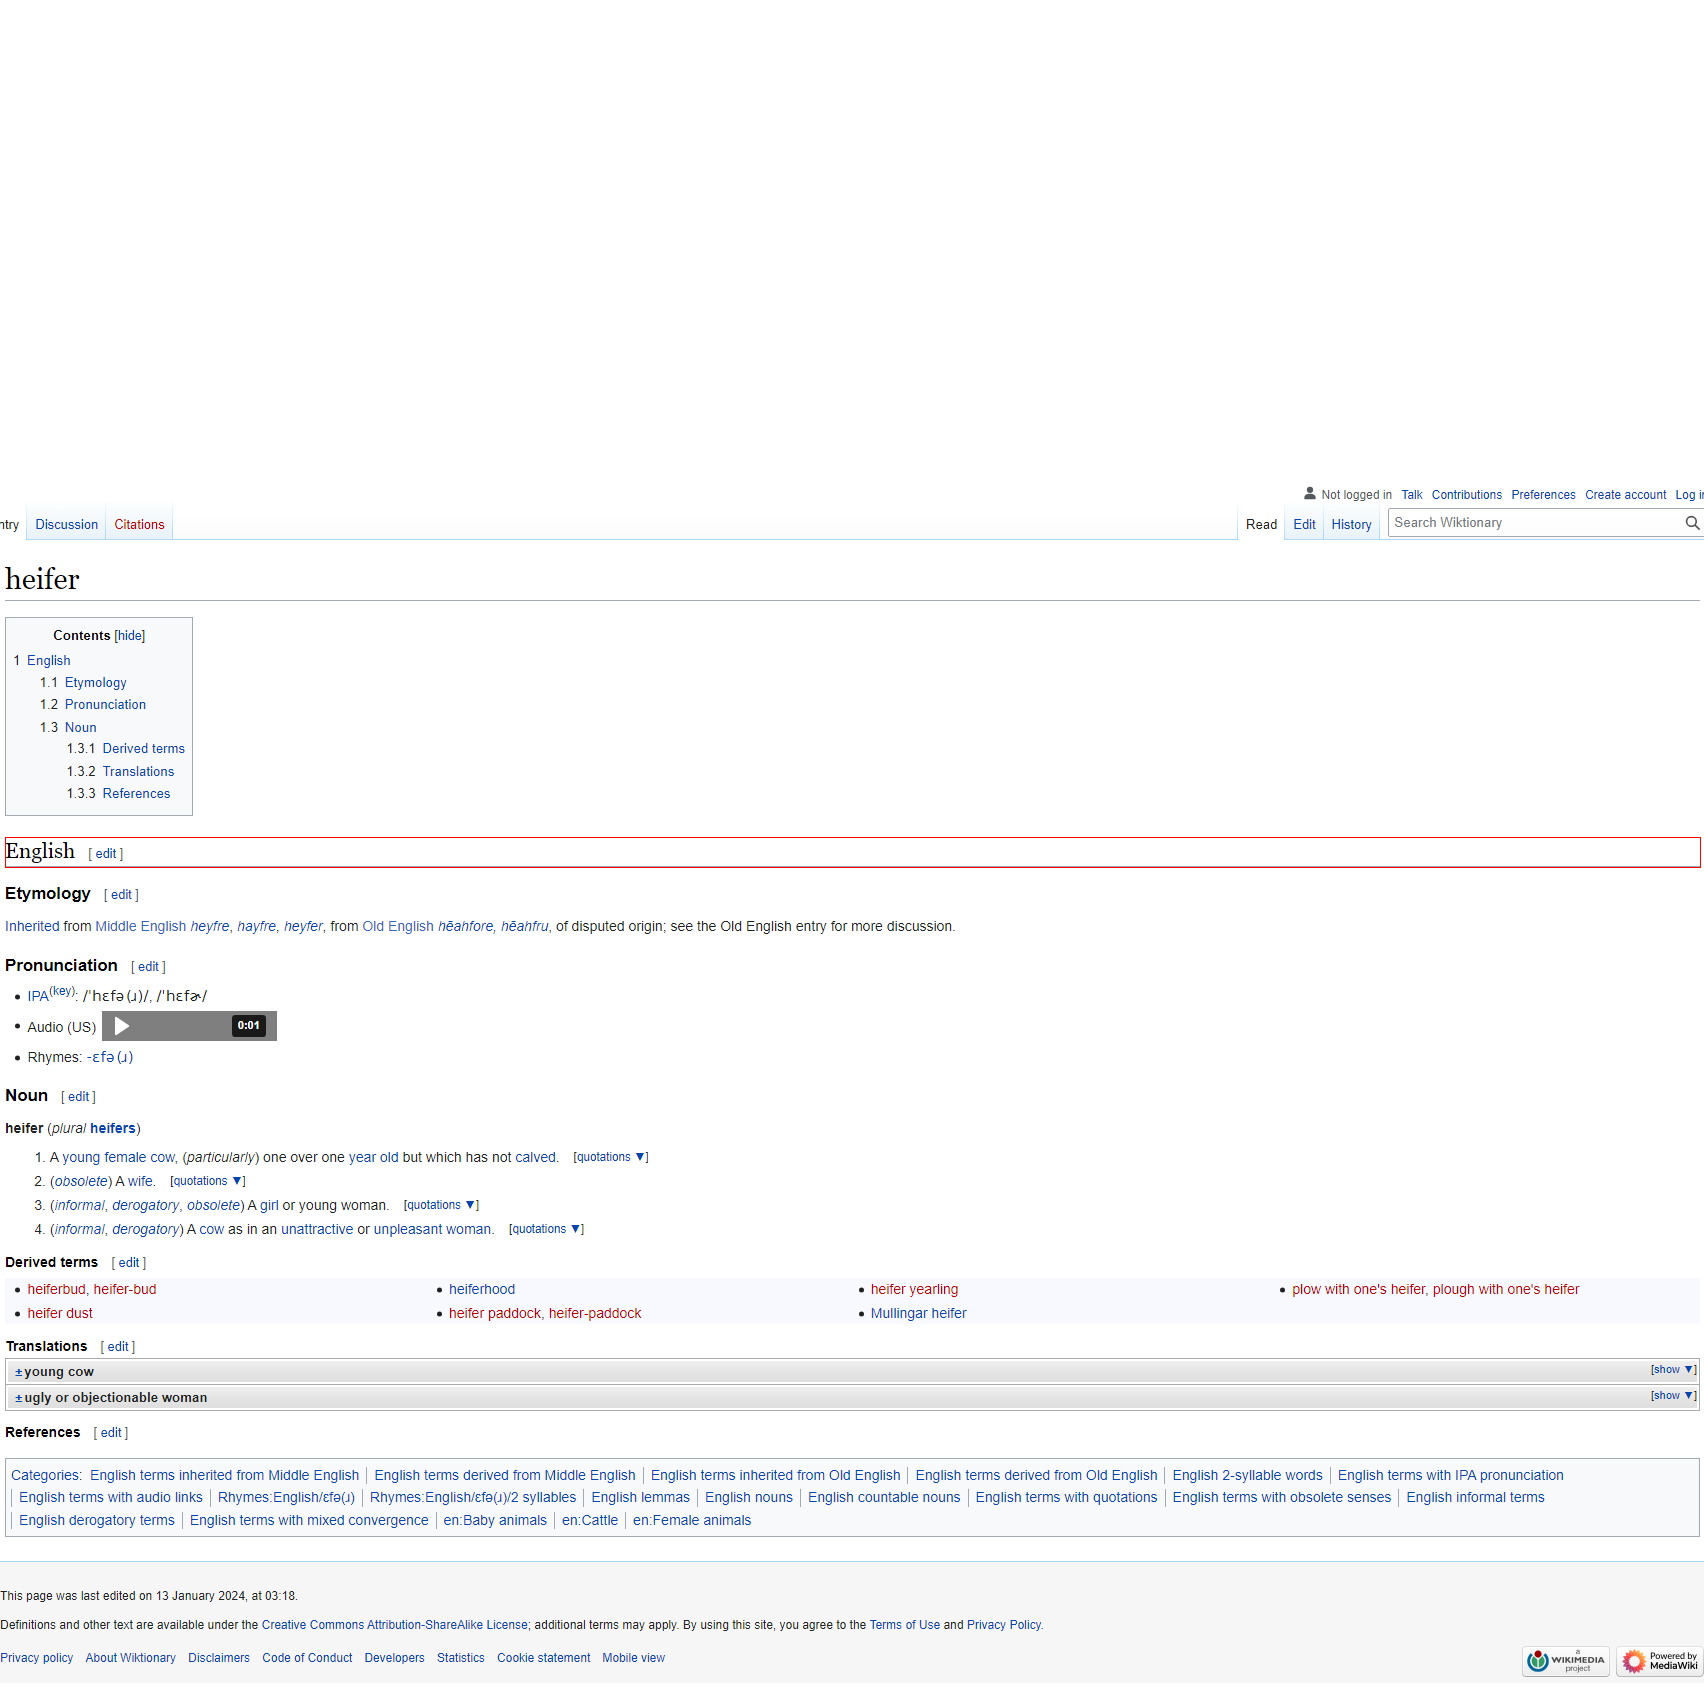 Not logged in Talk Contributions Preferences Create account Log in
ntry Discussion Citations Read Edit History Search Wiktionary
heifer
Contents [hide]
1 English
1.1 Etymology
1.2 Pronunciation
1.3 Noun
1.3.1 Derived terms
1.3.2 Translations
1.3.3 References
English [ edit ]
Etymology [ edit ]
Inherited from Middle English heyfre, hayfre, heyfer, from Old English hēahfore, hēahfru, of disputed origin; see the Old English entry for more discussion.
Pronunciation [ edit ]
• IPA(key): /ˈhɛfə(ɹ)/, /ˈhɛfɚ/
• Audio (US) 0:01
• Rhymes: -ɛfə(ɹ)
Noun [ edit ]
heifer (plural heifers)
1. A young female cow, (particularly) one over one year old but which has not calved. [quotations ▼]
2. (obsolete) A wife. [quotations ▼]
3. (informal, derogatory, obsolete) A girl or young woman. [quotations ▼]
4. (informal, derogatory) A cow as in an unattractive or unpleasant woman. [quotations ▼]
Derived terms [ edit ]
• heiferbud, heifer-bud • heiferhood • heifer yearling • plow with one's heifer, plough with one's heifer
• heifer dust • heifer paddock, heifer-paddock • Mullingar heifer
Translations [ edit ]
±young cow [show ▼]
±ugly or objectionable woman [show ▼]
References [ edit ]
Categories: English terms inherited from Middle English | English terms derived from Middle English | English terms inherited from Old English | English terms derived from Old English | English 2-syllable words | English terms with IPA pronunciation
| English terms with audio links | Rhymes:English/ɛfə(ɹ) | Rhymes:English/ɛfə(ɹ)/2 syllables | English lemmas | English nouns | English countable nouns | English terms with quotations | English terms with obsolete senses | English informal terms
| English derogatory terms | English terms with mixed convergence | en:Baby animals | en:Cattle | en:Female animals
This page was last edited on 13 January 2024, at 03:18.
Definitions and other text are available under the Creative Commons Attribution-ShareAlike License; additional terms may apply. By using this site, you agree to the Terms of Use and Privacy Policy.
Privacy policy About Wiktionary Disclaimers Code of Conduct Developers Statistics Cookie statement Mobile view
a WIKIMEDIA project
Powered by MediaWiki